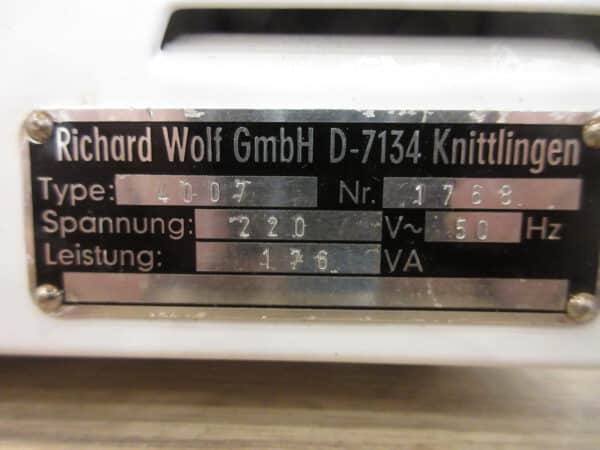 Richard Wolf GmbH D-7134 Knittlingen
Type: 4007 Nr. 1768
Spannung: 220 V~ 50 Hz
Leistung: 176 VA